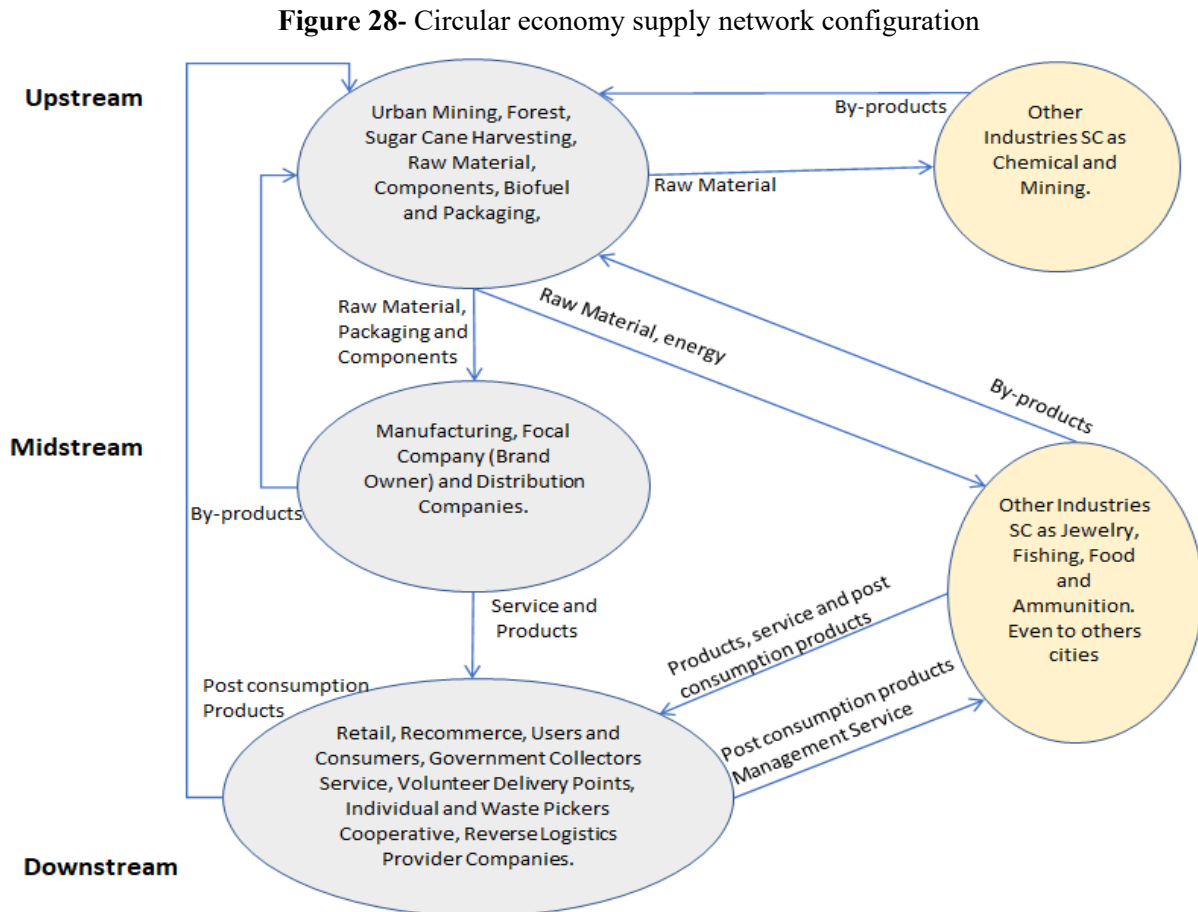 Figure 28- Circular economy supply network configuration
Upstream
Urban Mining, Forest,
Sugar Cane Harvesting,
Raw Material,
Components, Biofuel
and Packaging,
By-products
Raw Material
Other
Industries SC as
Chemical and
Mining.
Raw Material,
Packaging and
Components
Raw Material, energy
By-products
Midstream
Manufacturing, Focal
Company (Brand
Owner) and Distribution
Companies.
By-products
Other Industries
SC as Jewelry,
Fishing, Food
and
Ammunition.
Even to others
cities
Service and
Products
Products, service and post
consumption products
Post consumption
Products
Post consumption products
Management Service
Retail, Recommerce, Users and
Consumers, Government Collectors
Service, Volunteer Delivery Points,
Individual and Waste Pickers
Cooperative, Reverse Logistics
Provider Companies.
Downstream